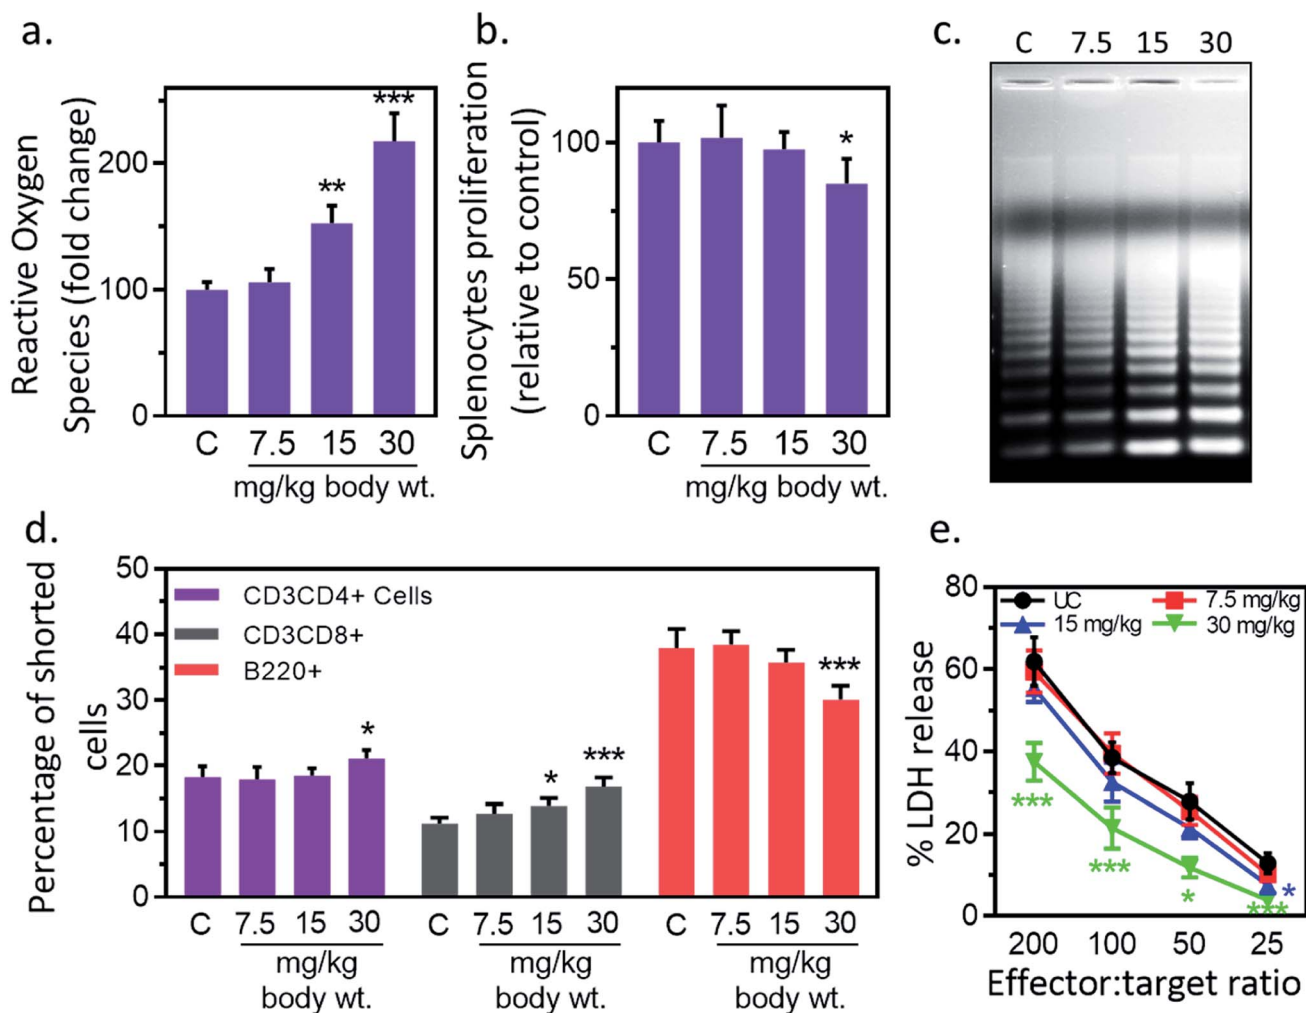 a.
Reactive Oxygen
Species (fold change)
200
100
0
**
***
C 7.5 15 30
mg/kg body wt.
b.
Splenocytes proliferation
(relative to control)
100
50
0
*
C 7.5 15 30
mg/kg body wt.
c.
C 7.5 15 30
d.
Percentage of shorted
cells
50
40
30
20
10
0
CD3CD4+ Cells
CD3CD8+
B220+
*
*
***
***
C 7.5 15 30
mg/kg
body wt.
C 7.5 15 30
mg/kg
body wt.
C 7.5 15 30
mg/kg
body wt.
e.
% LDH release
80
60
40
20
0
UC
7.5 mg/kg
15 mg/kg
30 mg/kg
***
***
*
***
*
200 100 50 25
Effector:target ratio